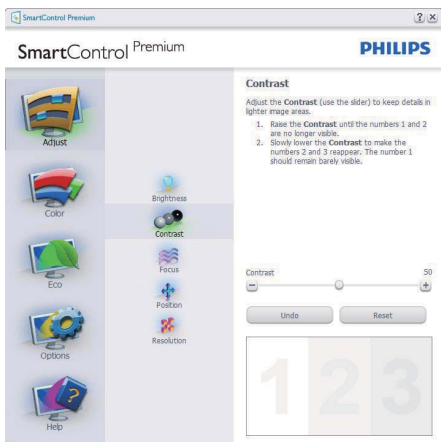 SmartControl Premium
? ×
SmartControl Premium
PHILIPS
Adjust
Color
Eco
Options
Help
Brightness
Contrast
Focus
Position
Resolution
Contrast
Adjust the Contrast (use the slider) to keep details in
lighter image areas.
1. Raise the Contrast until the numbers 1 and 2
are no longer visible.
2. Slowly lower the Contrast to make the
numbers 2 and 3 reappear. The number 1
should remain barely visible.
Contrast 50
Undo Reset
1 2 3